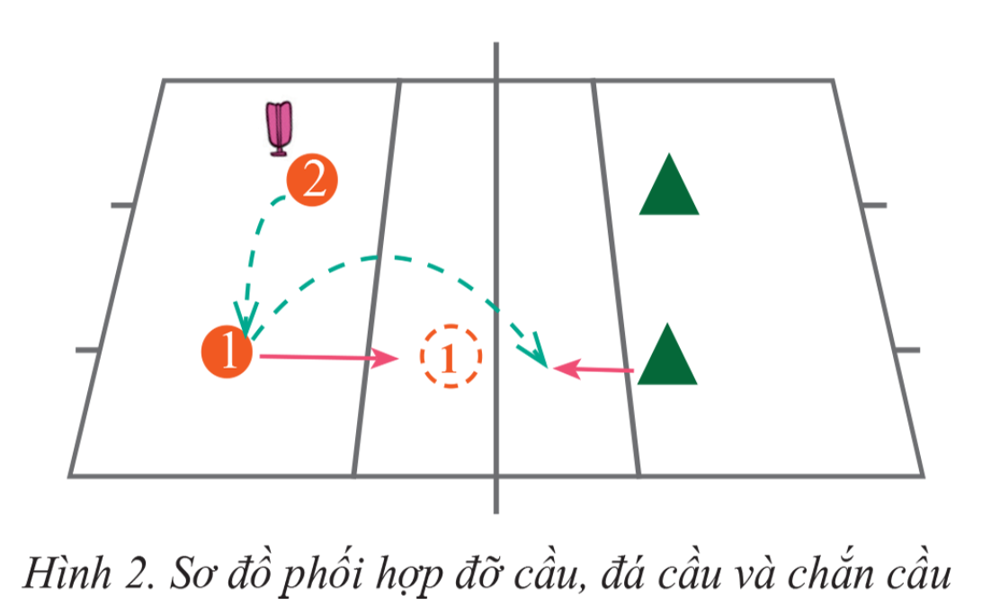 2
1
1
Hình 2. Sơ đồ phối hợp đỡ cầu, đá cầu và chắn cầu